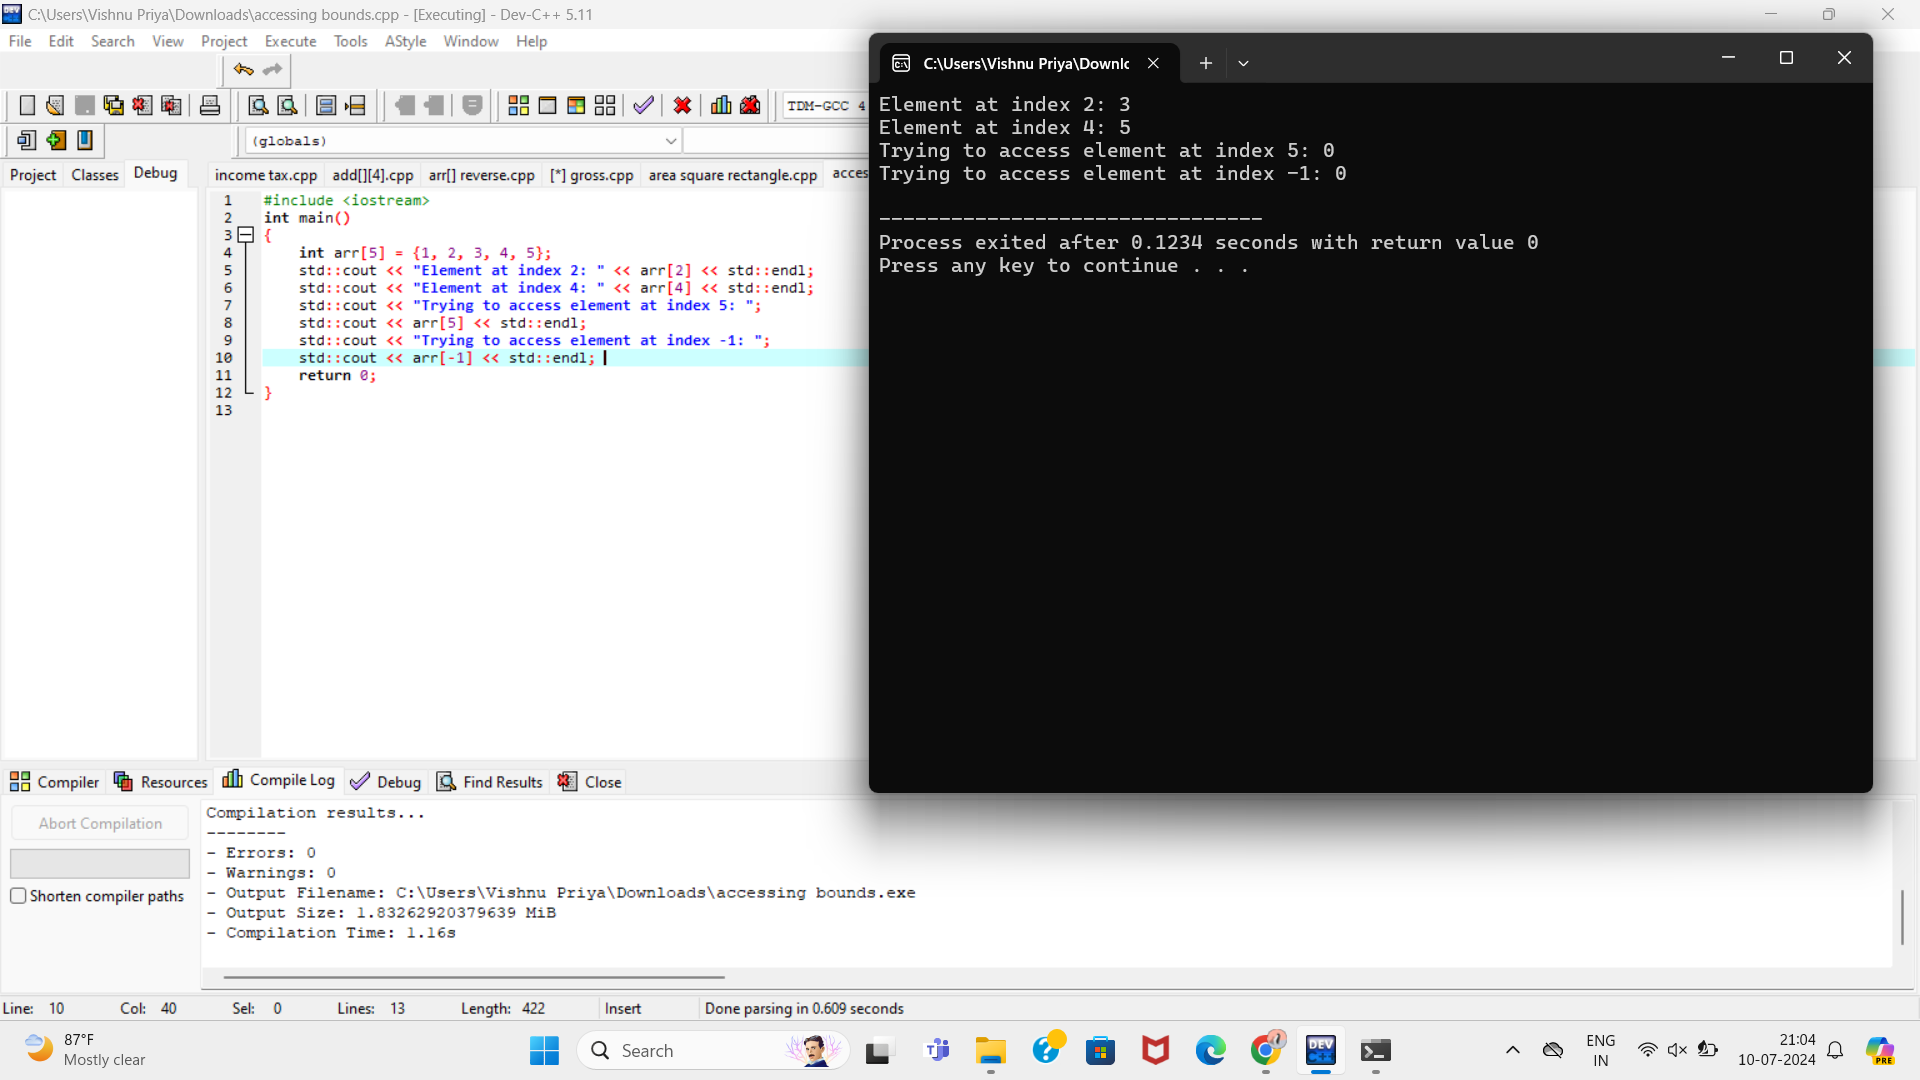 C:\Users\Vishnu Priya\Downloads\accessing bounds.cpp - [Executing] - Dev-C++ 5.11
File Edit Search View Project Execute Tools AStyle Window Help
TDM-GCC 4
(globals)
Project Classes Debug
income tax.cpp add[][4].cpp arr[] reverse.cpp [*] gross.cpp area square rectangle.cpp acces
1 #include <iostream>
2 int main()
3 {
4 int arr[5] = {1, 2, 3, 4, 5};
5 std::cout << "Element at index 2: " << arr[2] << std::endl;
6 std::cout << "Element at index 4: " << arr[4] << std::endl;
7 std::cout << "Trying to access element at index 5: ";
8 std::cout << arr[5] << std::endl;
9 std::cout << "Trying to access element at index -1: ";
10 std::cout << arr[-1] << std::endl;
11 return 0;
12 }
13
C:\Users\Vishnu Priya\Downlo
Element at index 2: 3
Element at index 4: 5
Trying to access element at index 5: 0
Trying to access element at index -1: 0
--------------------------------
Process exited after 0.1234 seconds with return value 0
Press any key to continue . . .
Compiler Resources Compile Log Debug Find Results Close
Abort Compilation
Shorten compiler paths
Compilation results...
--------
- Errors: 0
- Warnings: 0
- Output Filename: C:\Users\Vishnu Priya\Downloads\accessing bounds.exe
- Output Size: 1.83262920379639 MiB
- Compilation Time: 1.16s
Line: 10 Col: 40 Sel: 0 Lines: 13 Length: 422 Insert Done parsing in 0.609 seconds
87°F
Mostly clear
Search
DEV
PRE
ENG
IN
21:04
10-07-2024